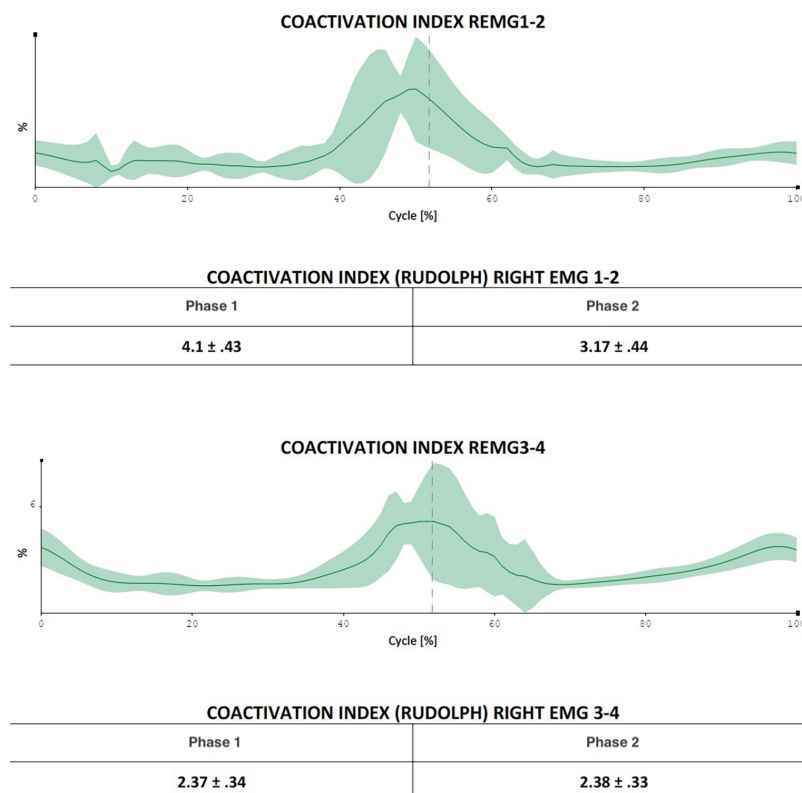 COACTIVATION INDEX REMG1-2
%
0 20 40 60 80 100
Cycle [%]
COACTIVATION INDEX (RUDOLPH) RIGHT EMG 1-2
Phase 1 Phase 2
4.1 ± .43 3.17 ± .44
COACTIVATION INDEX REMG3-4
%
0 20 40 60 80 100
Cycle [%]
COACTIVATION INDEX (RUDOLPH) RIGHT EMG 3-4
Phase 1 Phase 2
2.37 ± .34 2.38 ± .33